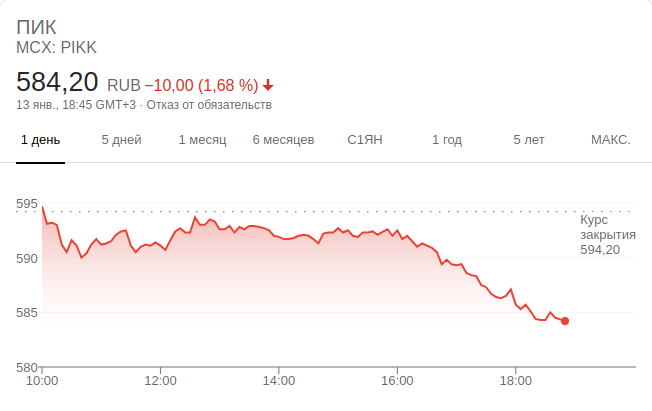 ПИК
MCX: PIKK
584,20 RUB −10,00 (1,68 %)
13 янв., 18:45 GMT+3 · Отказ от обязательств
1 день 5 дней 1 месяц 6 месяцев С1ЯН 1 год 5 лет МАКС.
595
Курс
закрытия
594,20
590
585
580
10:00 12:00 14:00 16:00 18:00